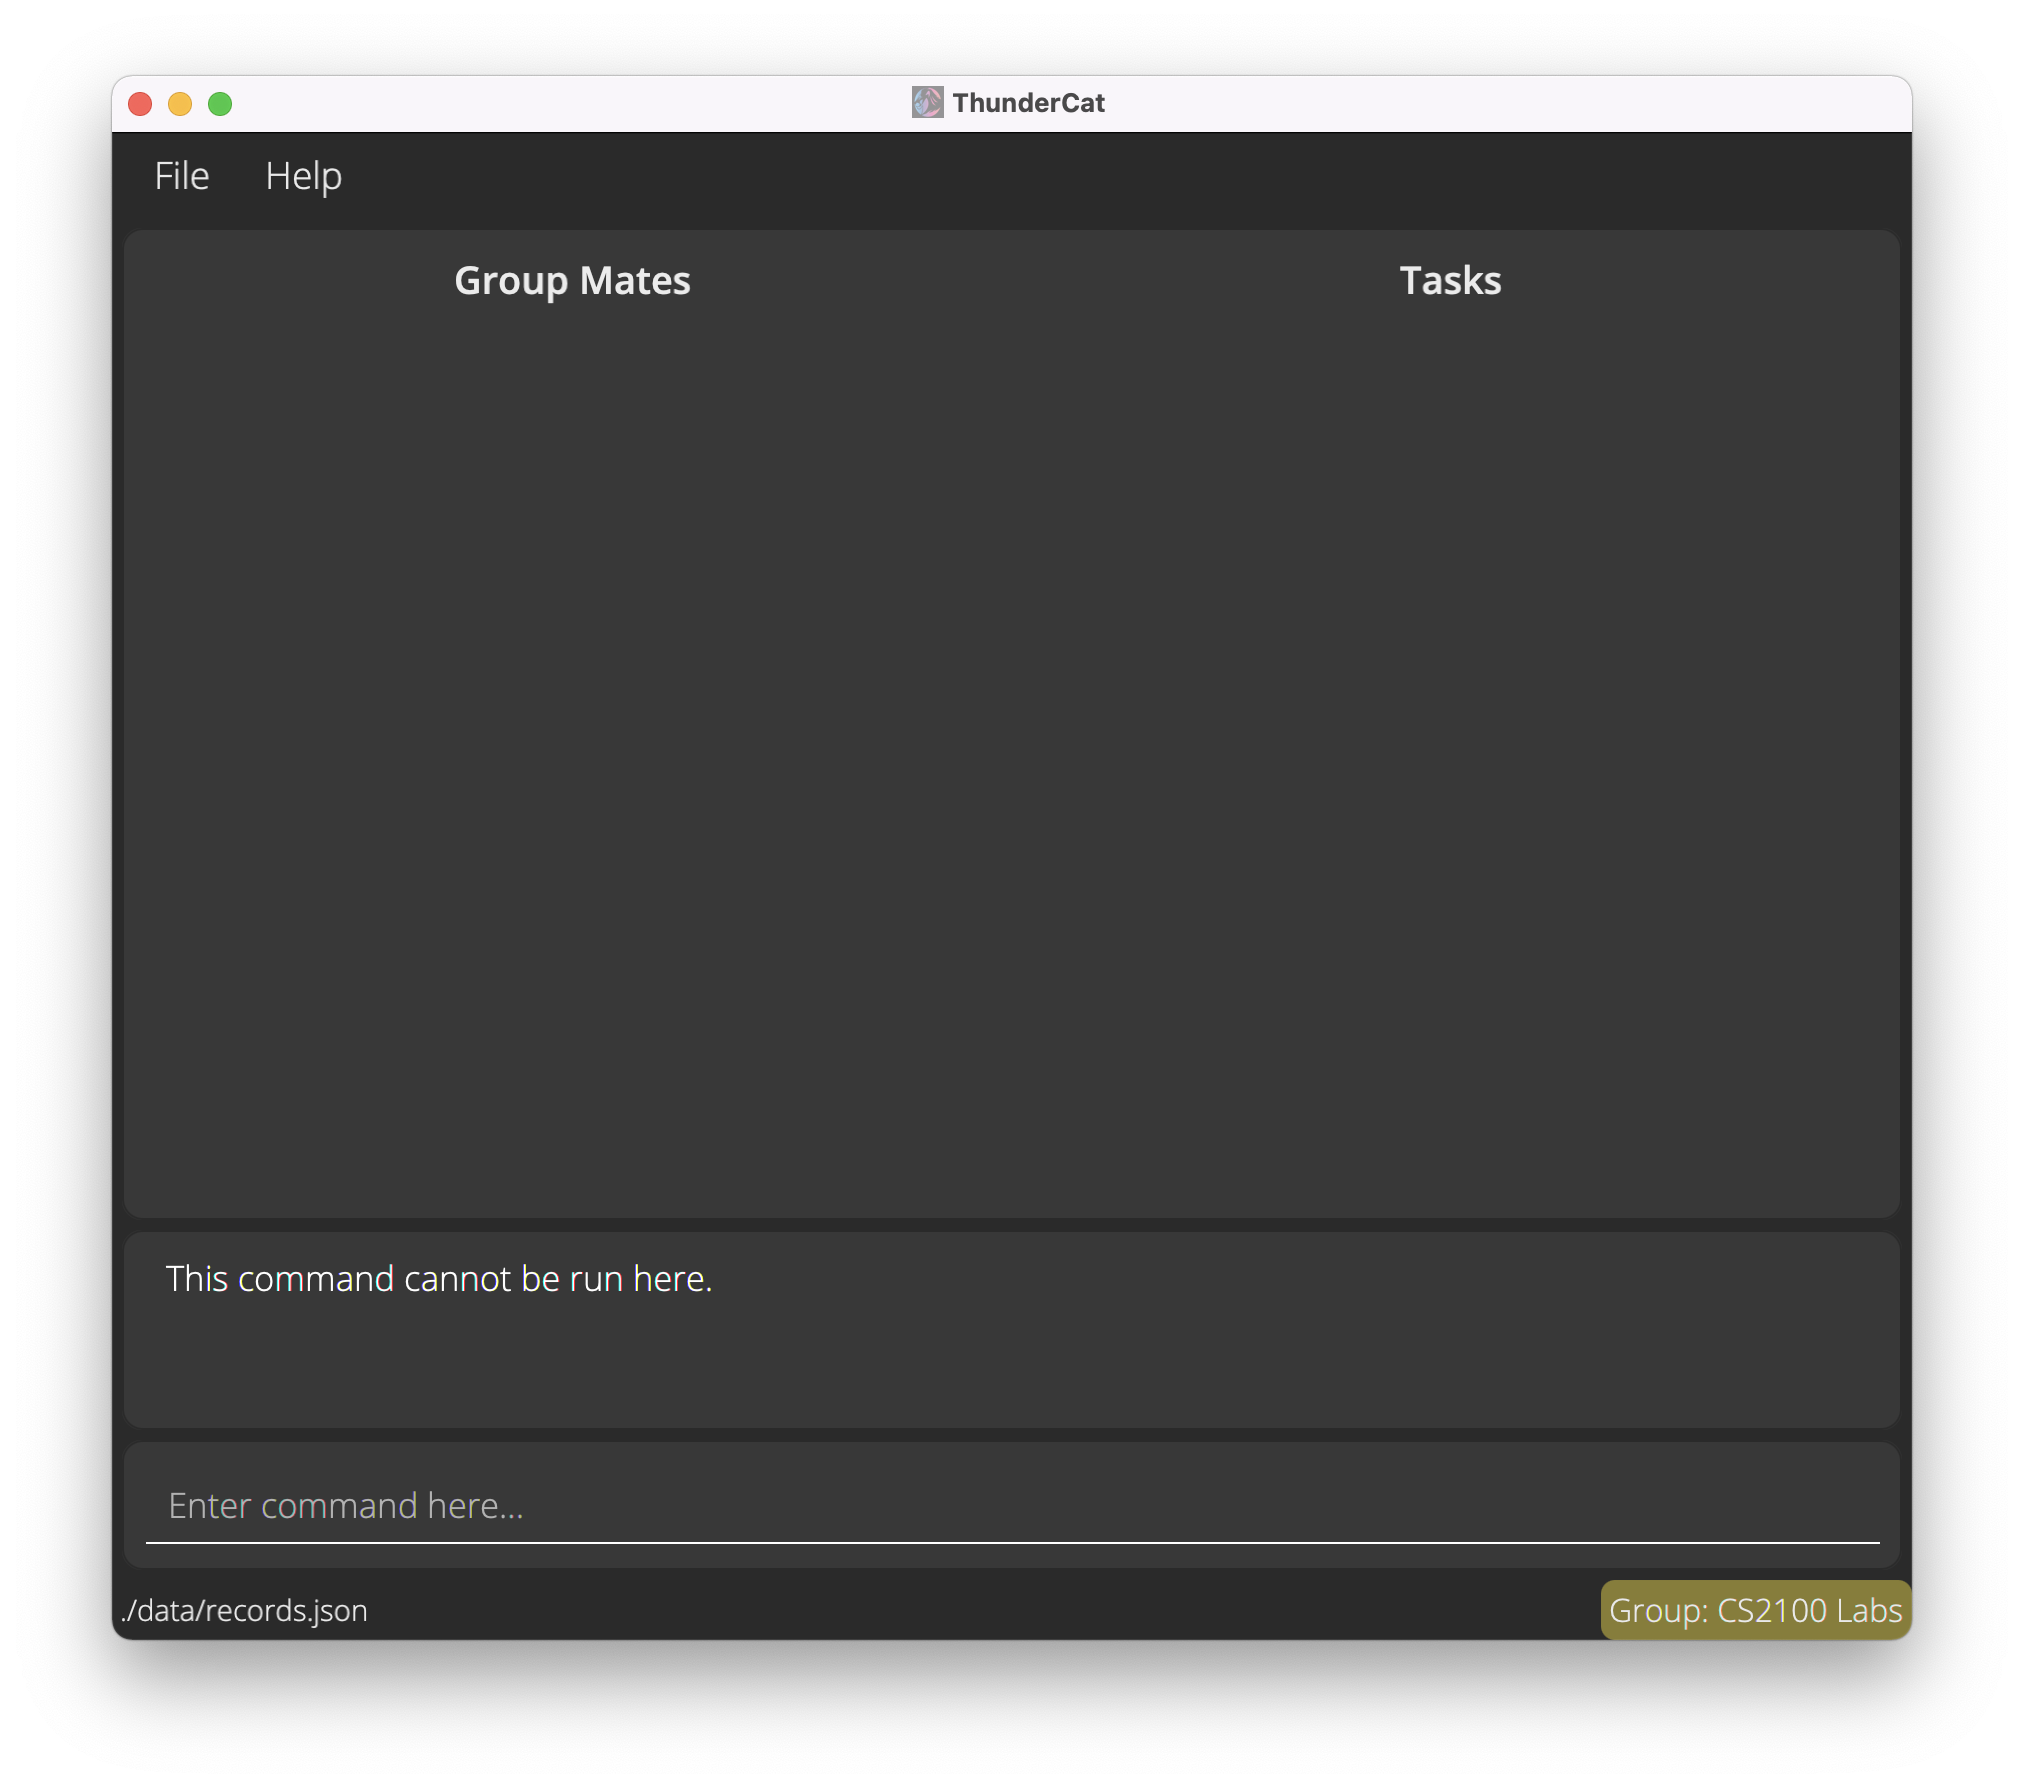 ThunderCat
File Help
Group Mates Tasks
This command cannot be run here.
Enter command here...
./data/records.json Group: CS2100 Labs